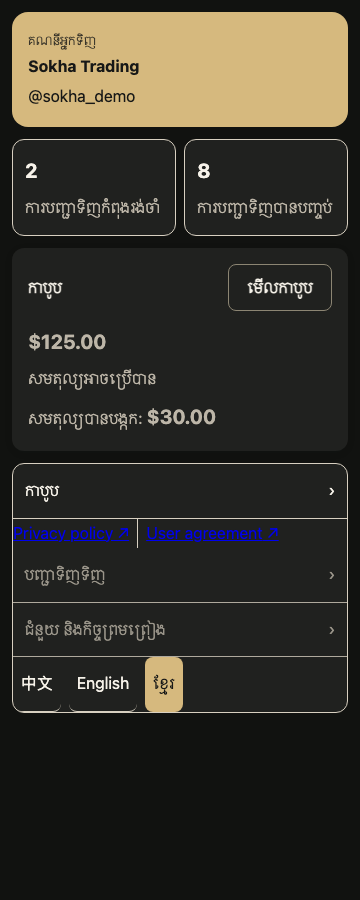 គណនីអ្នកទិញ
Sokha Trading
@sokha_demo
2
ការបញ្ជាទិញកំពុងរង់ចាំ
8
ការបញ្ជាទិញបានបញ្ចប់
កាបូប
មើលកាបូប
$125.00
សមតុល្យអាចប្រើបាន
សមតុល្យបានបង្កក: $30.00
កាបូប ›
Privacy policy ↗ User agreement ↗
បញ្ជាទិញទិញ ›
ជំនួយ និងកិច្ចព្រមព្រៀង ›
中文 English ខ្មែរ